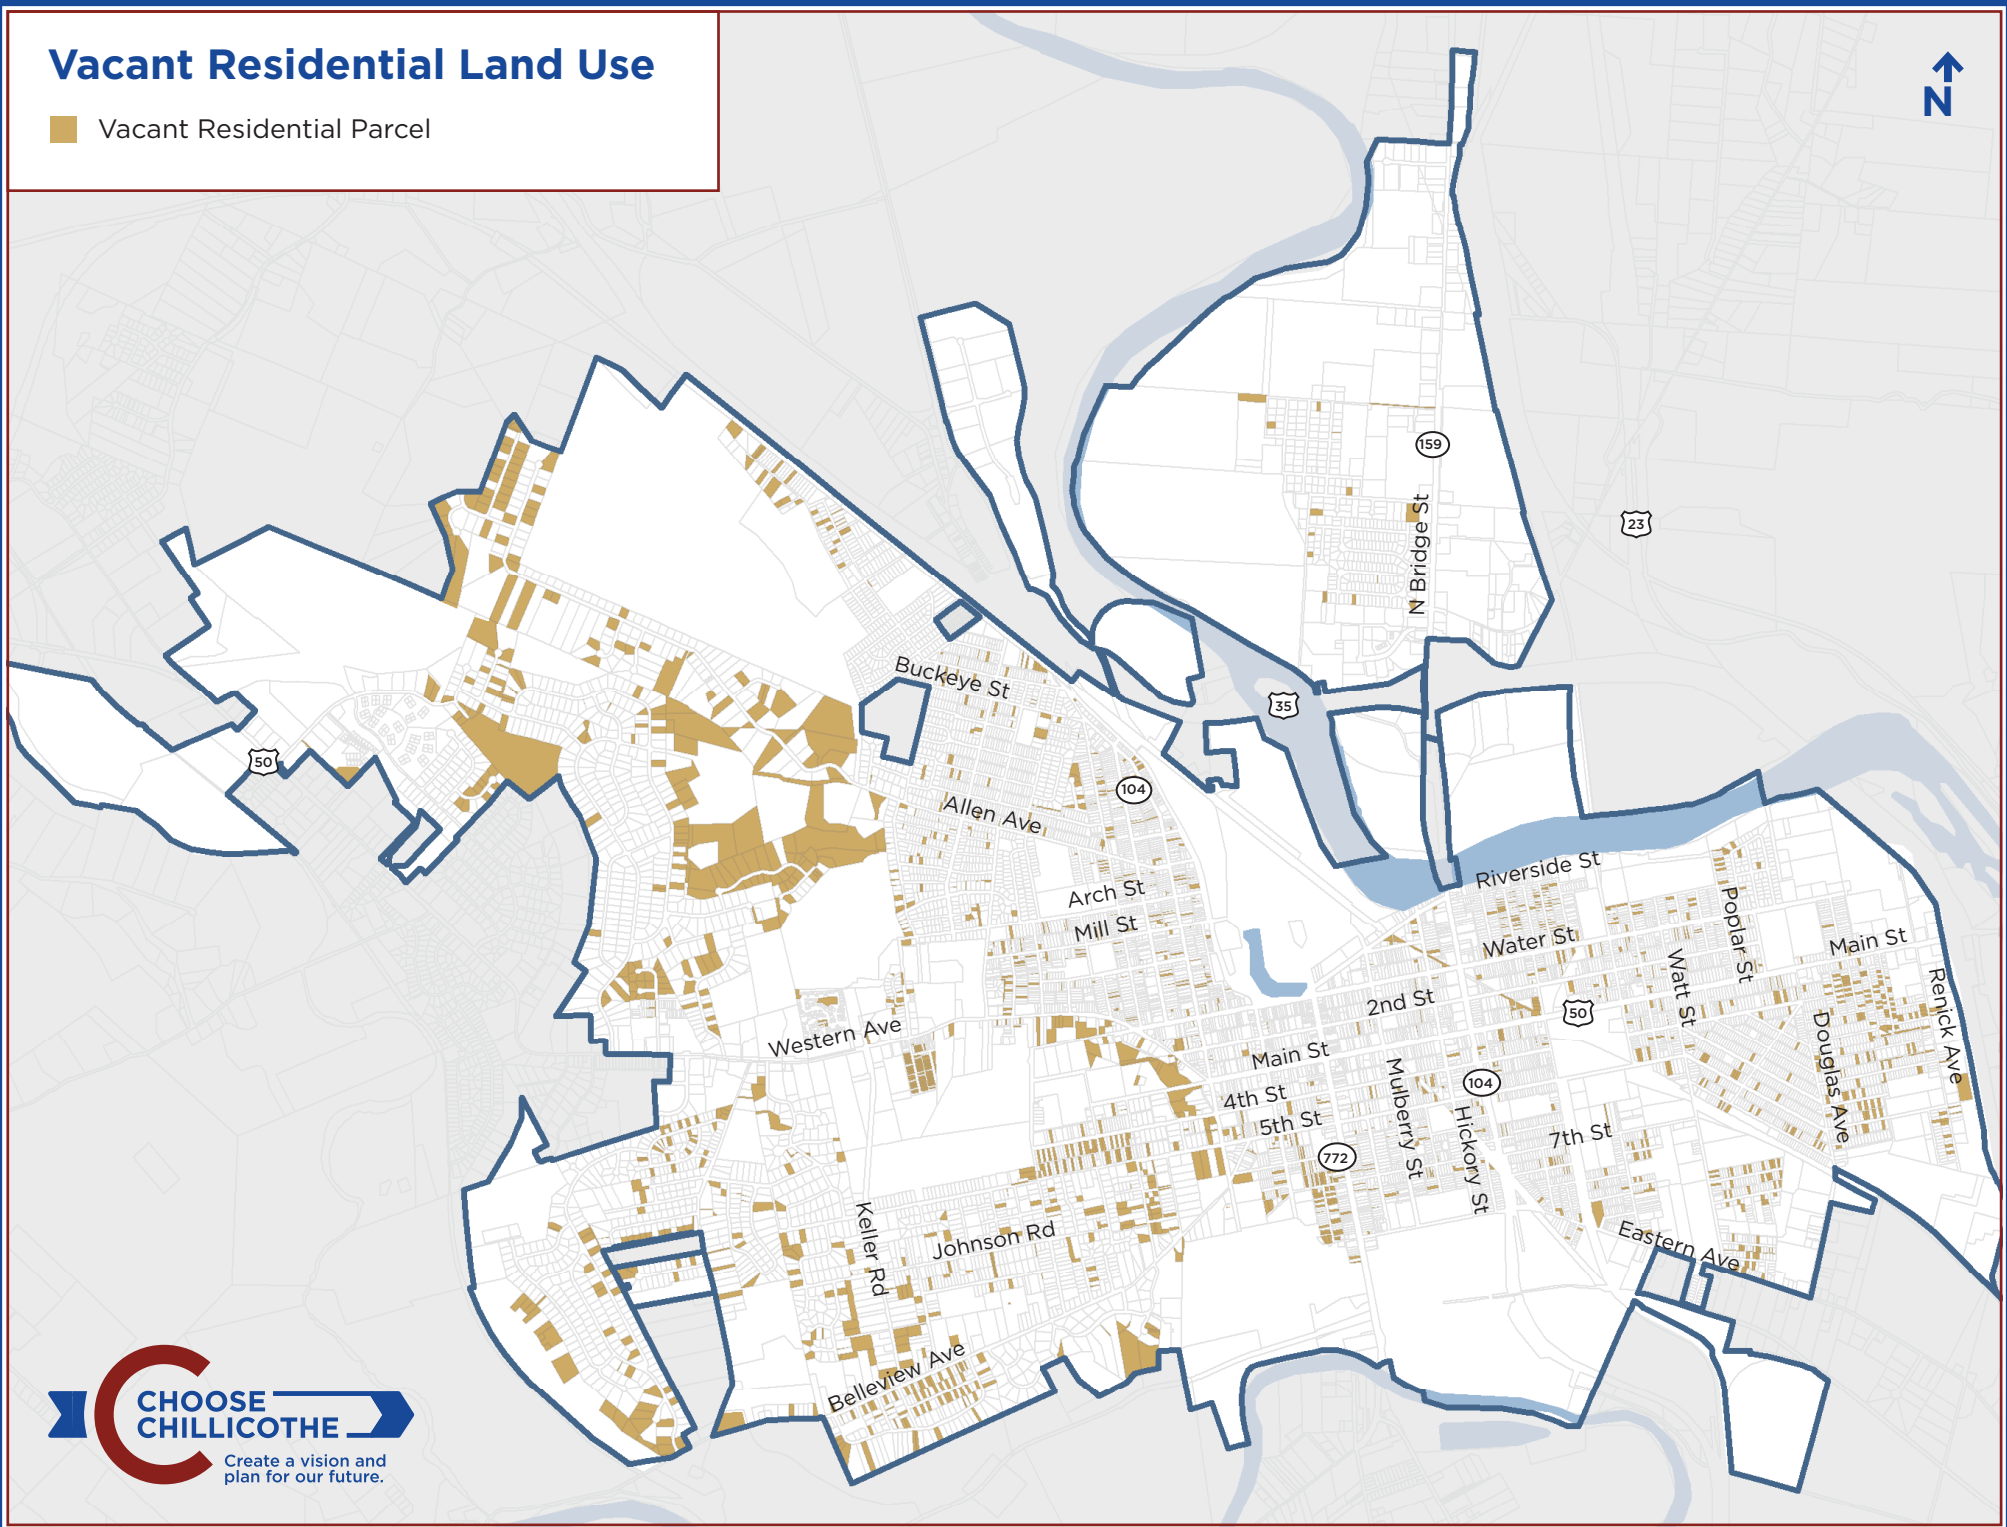 Vacant Residential Land Use
Vacant Residential Parcel
N
159
N Bridge St
23
Buckeye St
35
50
104
Allen Ave
Riverside St
Arch St
Mill St
Poplar St
Water St
Main St
Watt St
Renick Ave
2nd St
50
Western Ave
Douglas Ave
Main St
Mulberry St
104
4th St
5th St
Hickory St
7th St
772
Keller Rd
Johnson Rd
Eastern Ave
Belleview Ave
CHOOSE
CHILLICOTHE
Create a vision and
plan for our future.